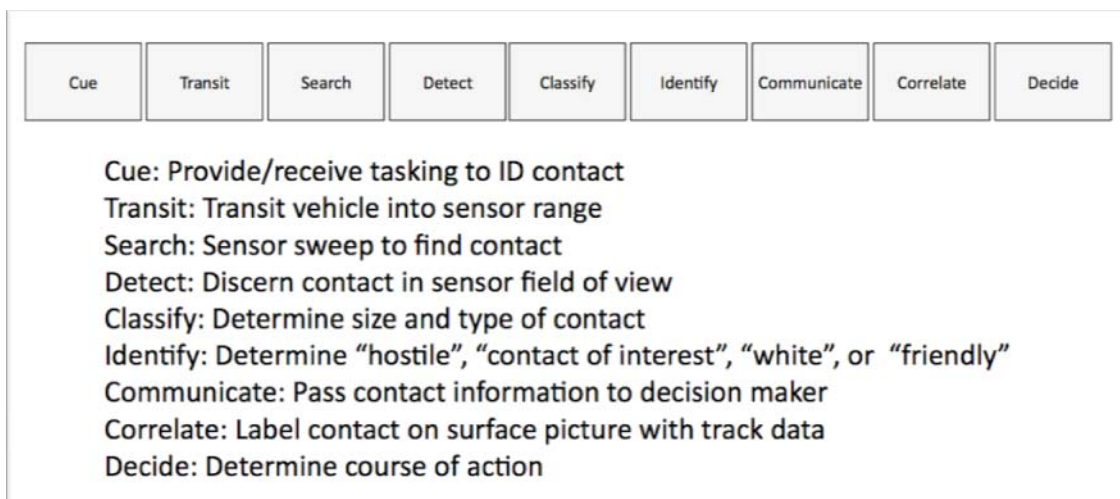 Cue Transit Search Detect Classify Identify Communicate Correlate Decide
Cue: Provide/receive tasking to ID contact
Transit: Transit vehicle into sensor range
Search: Sensor sweep to find contact
Detect: Discern contact in sensor field of view
Classify: Determine size and type of contact
Identify: Determine “hostile”, “contact of interest”, “white”, or “friendly”
Communicate: Pass contact information to decision maker
Correlate: Label contact on surface picture with track data
Decide: Determine course of action